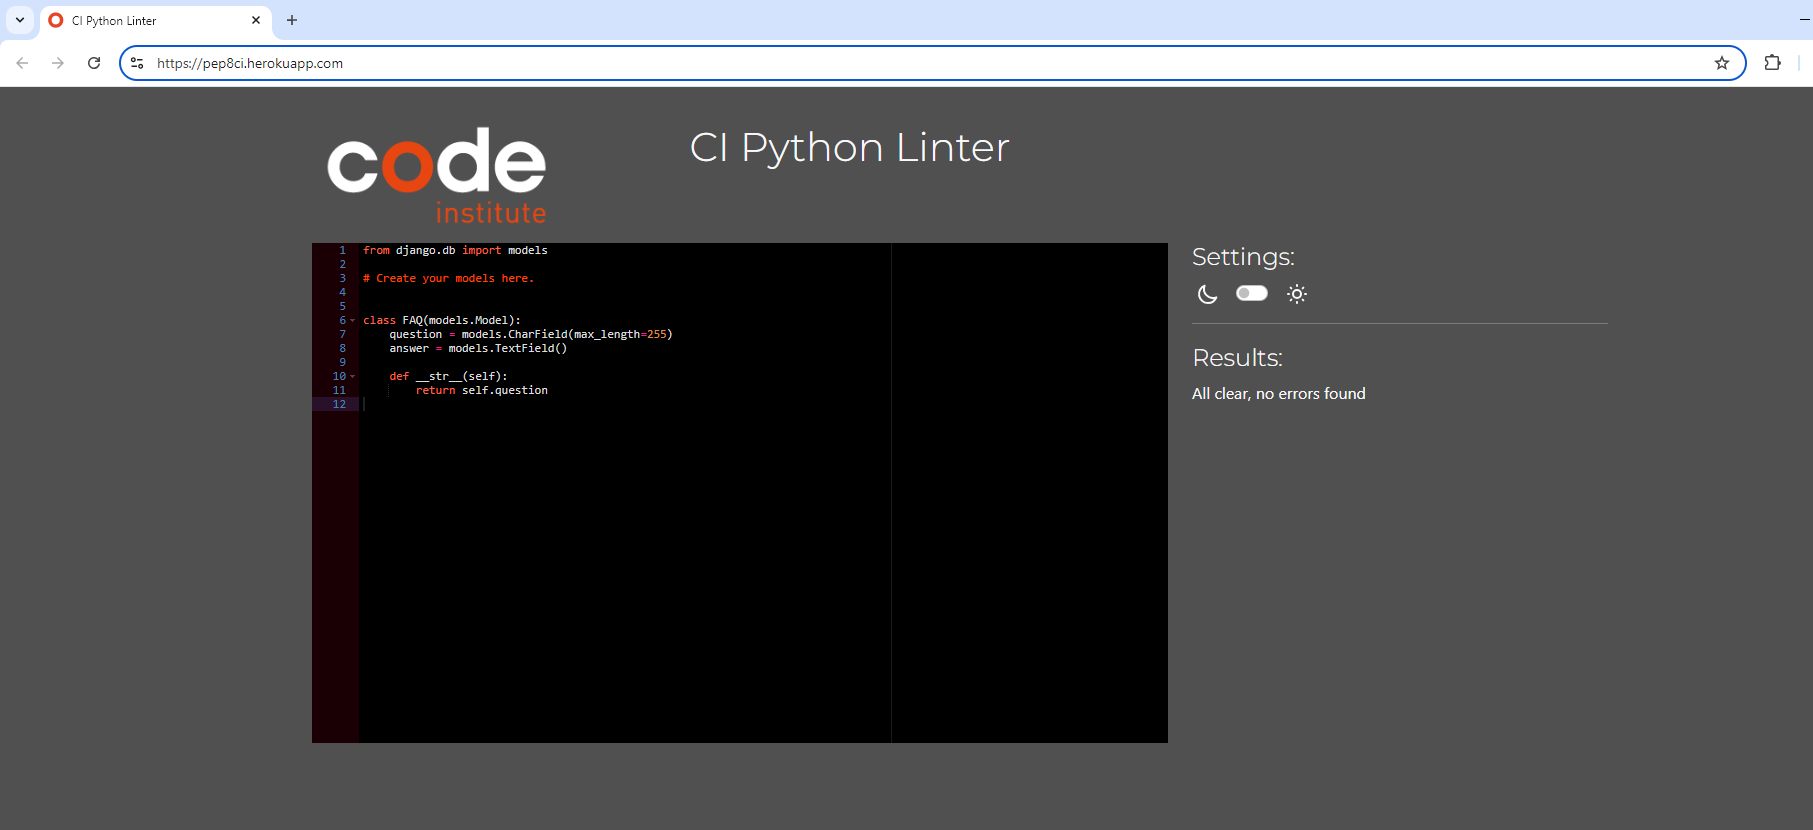 CI Python Linter
https://pep8ci.herokuapp.com
code
institute
CI Python Linter
1 from django.db import models
2
3 # Create your models here.
4
5
6 class FAQ(models.Model):
7     question = models.CharField(max_length=255)
8     answer = models.TextField()
9
10     def __str__(self):
11         return self.question
12
Settings:
Results:
All clear, no errors found